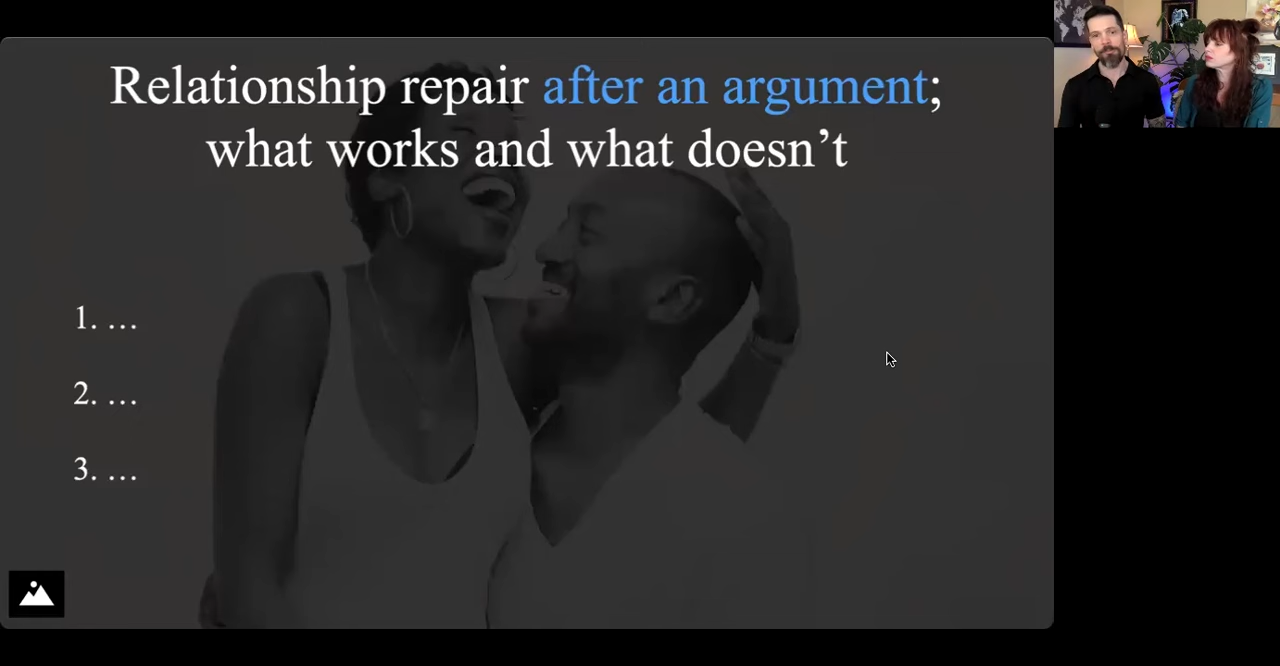 Relationship repair after an argument;
what works and what doesn’t
1. …
2. …
3. …